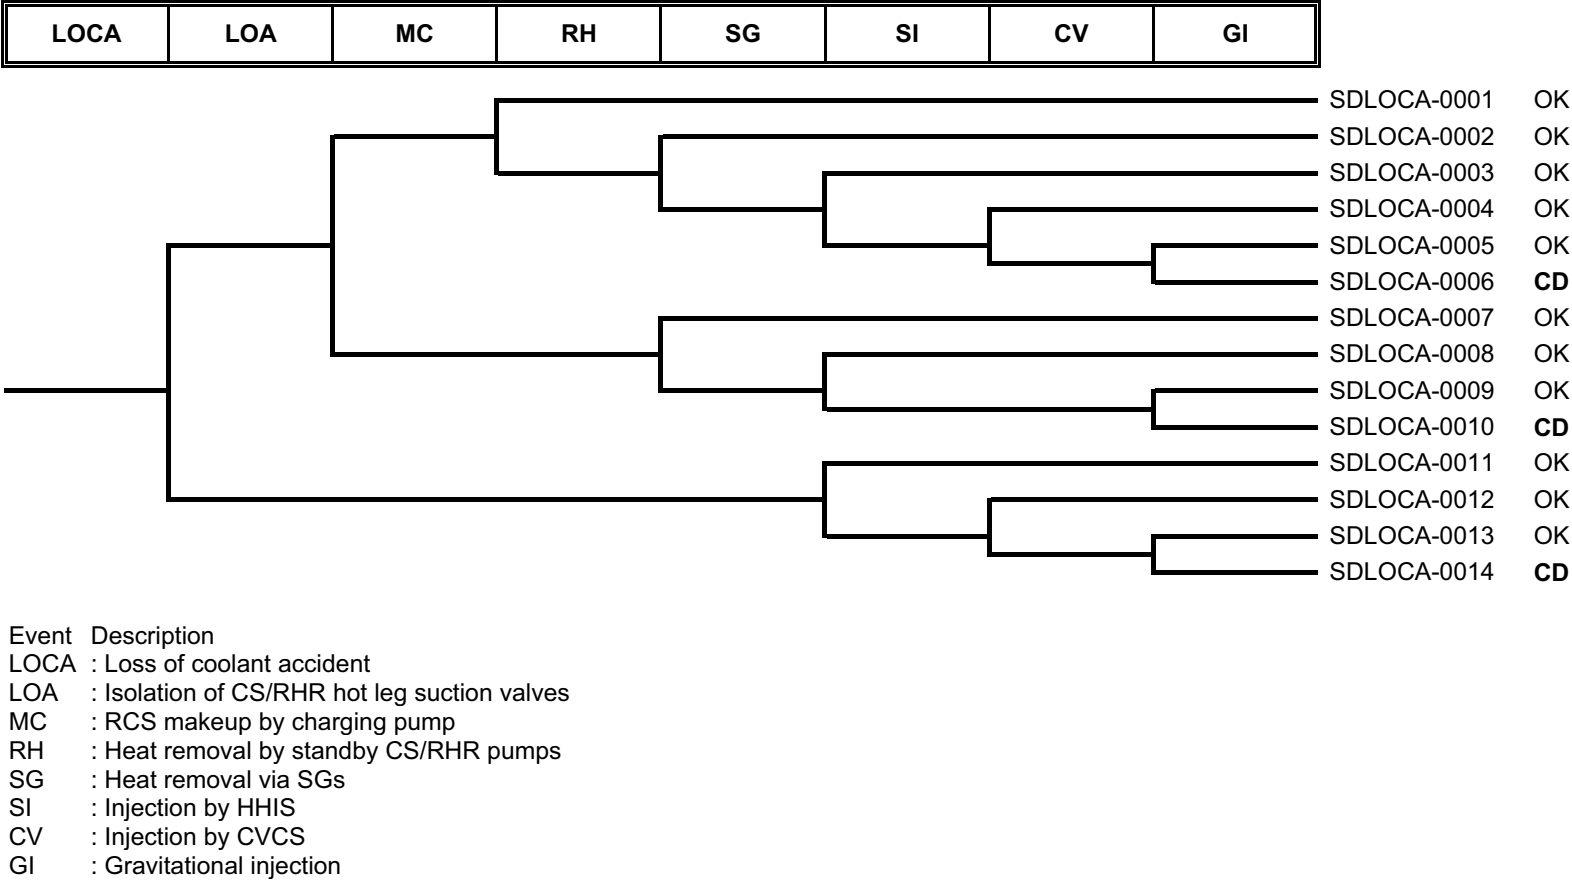 LOCA LOA MC RH SG SI CV GI
SDLOCA-0001 OK
SDLOCA-0002 OK
SDLOCA-0003 OK
SDLOCA-0004 OK
SDLOCA-0005 OK
SDLOCA-0006 CD
SDLOCA-0007 OK
SDLOCA-0008 OK
SDLOCA-0009 OK
SDLOCA-0010 CD
SDLOCA-0011 OK
SDLOCA-0012 OK
SDLOCA-0013 OK
SDLOCA-0014 CD
Event Description
LOCA : Loss of coolant accident
LOA : Isolation of CS/RHR hot leg suction valves
MC : RCS makeup by charging pump
RH : Heat removal by standby CS/RHR pumps
SG : Heat removal via SGs
SI : Injection by HHIS
CV : Injection by CVCS
GI : Gravitational injection